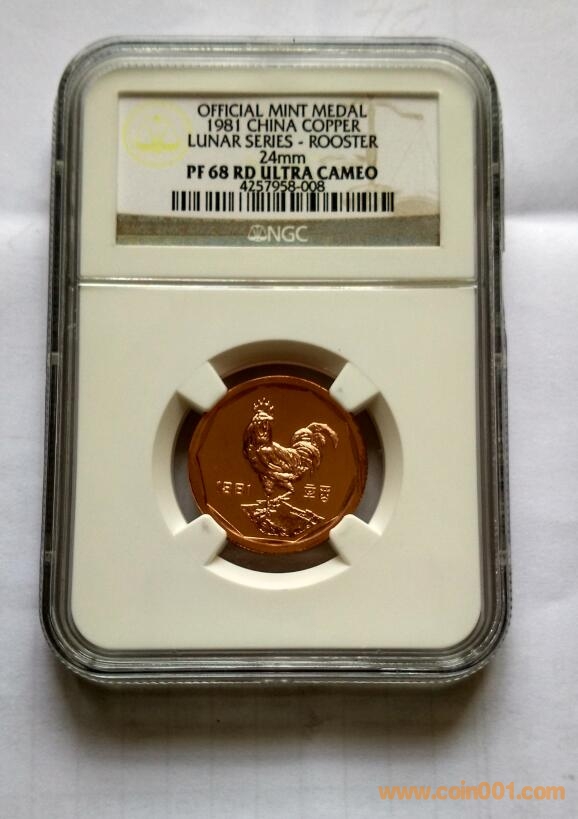 OFFICIAL MINT MEDAL
1981 CHINA COPPER
LUNAR SERIES - ROOSTER
24mm
PF 68 RD ULTRA CAMEO
4257958-008
NGC
1981
www.coin001.com